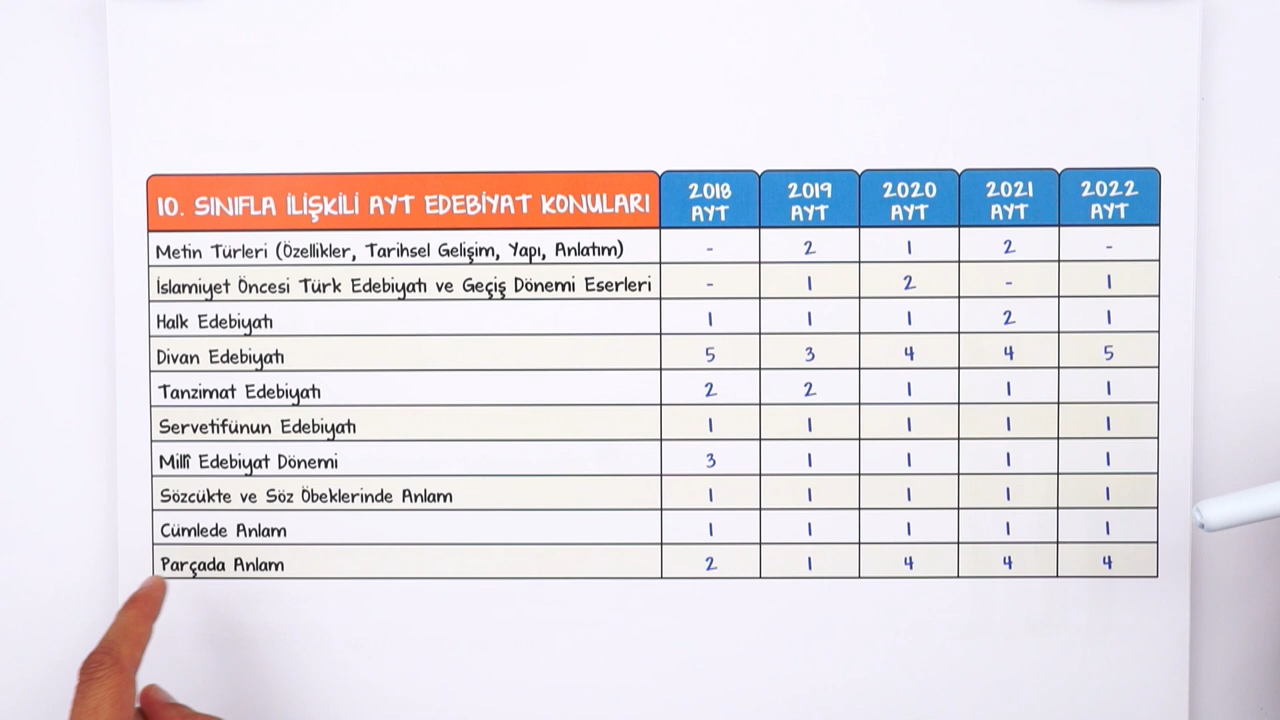 10. SINIFLA İLİŞKİLİ AYT EDEBİYAT KONULARI 2018 AYT 2019 AYT 2020 AYT 2021 AYT 2022 AYT
Metin Türleri (Özellikler, Tarihsel Gelişim, Yapı, Anlatım) - 2 1 2 -
İslamiyet Öncesi Türk Edebiyatı ve Geçiş Dönemi Eserleri - 1 2 - 1
Halk Edebiyatı 1 1 1 2 1
Divan Edebiyatı 5 3 4 4 5
Tanzimat Edebiyatı 2 2 1 1 1
Servetifünun Edebiyatı 1 1 1 1 1
Millî Edebiyat Dönemi 3 1 1 1 1
Sözcükte ve Söz Öbeklerinde Anlam 1 1 1 1 1
Cümlede Anlam 1 1 1 1 1
Parçada Anlam 2 1 4 4 4